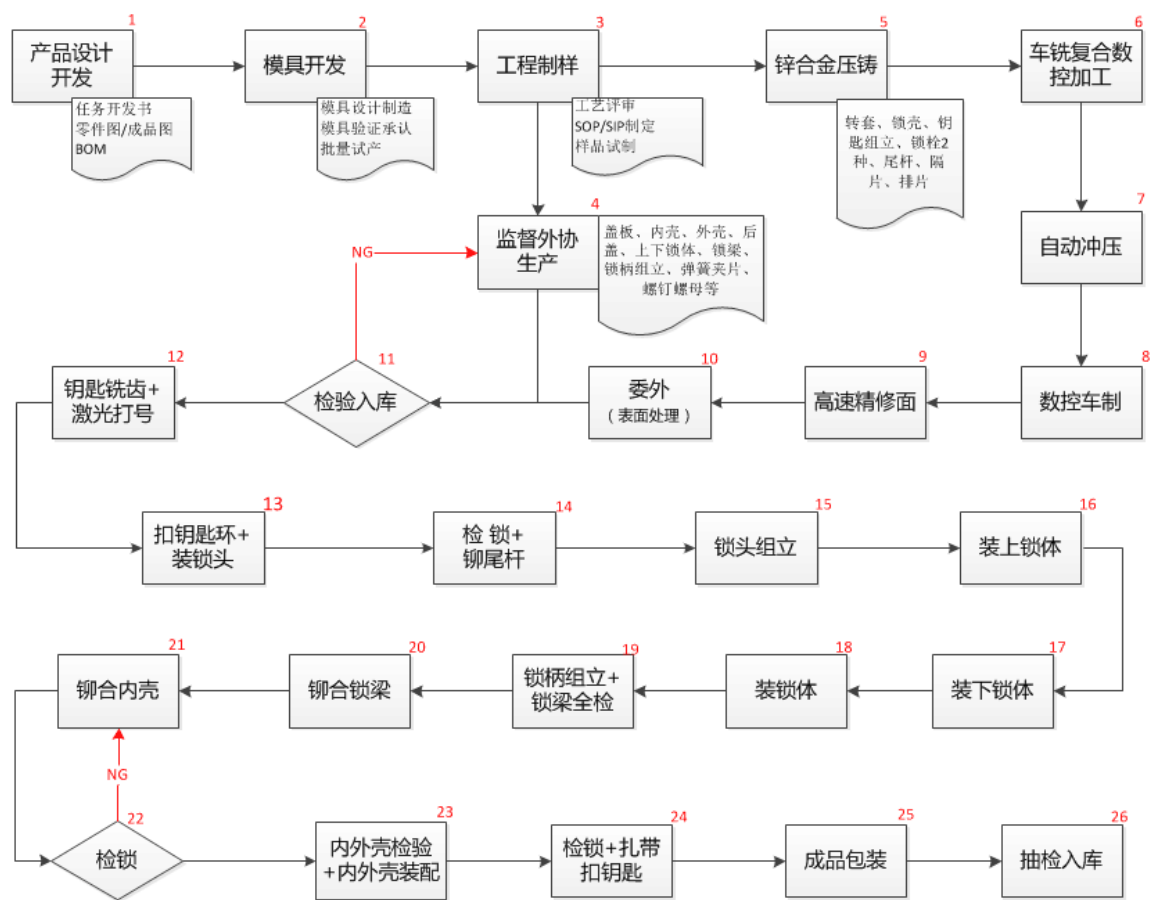 1
产品设计
开发
任务开发书
零件图/成品图
BOM
2
模具开发
模具设计制造
模具验证承认
批量试产
3
工程制样
工艺评审
SOP/SIP制定
样品试制
5
锌合金压铸
转套、锁壳、钥
匙组立、锁栓2
种、尾杆、隔
片、排片
6
车铣复合数
控加工
4
监督外协
生产
盖板、内壳、外壳、后
盖、上下锁体、锁梁、
锁柄组立、弹簧夹片、
螺钉螺母等
7
自动冲压
NG
12
钥匙铣齿+
激光打号
11
检验入库
10
委外
（表面处理）
9
高速精修面
8
数控车制
13
扣钥匙环+
装锁头
14
检 锁+
铆尾杆
15
锁头组立
16
装上锁体
21
铆合内壳
20
铆合锁梁
19
锁柄组立+
锁梁全检
18
装锁体
17
装下锁体
NG
22
检锁
23
内外壳检验
+内外壳装配
24
检锁+扎带
扣钥匙
25
成品包装
26
抽检入库